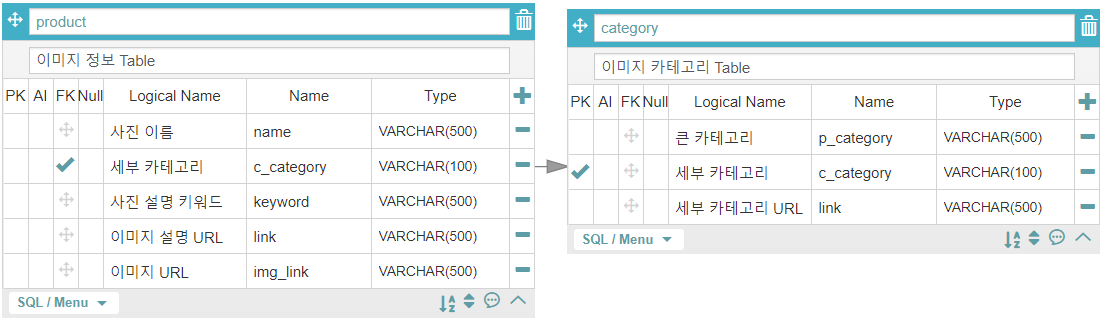 product
이미지 정보 Table
PK AI FK Null Logical Name Name Type
사진 이름 name VARCHAR(500)
세부 카테고리 c_category VARCHAR(100)
사진 설명 키워드 keyword VARCHAR(500)
이미지 설명 URL link VARCHAR(500)
이미지 URL img_link VARCHAR(500)
SQL / Menu
category
이미지 카테고리 Table
PK AI FK Null Logical Name Name Type
큰 카테고리 p_category VARCHAR(500)
세부 카테고리 c_category VARCHAR(100)
세부 카테고리 URL link VARCHAR(500)
SQL / Menu